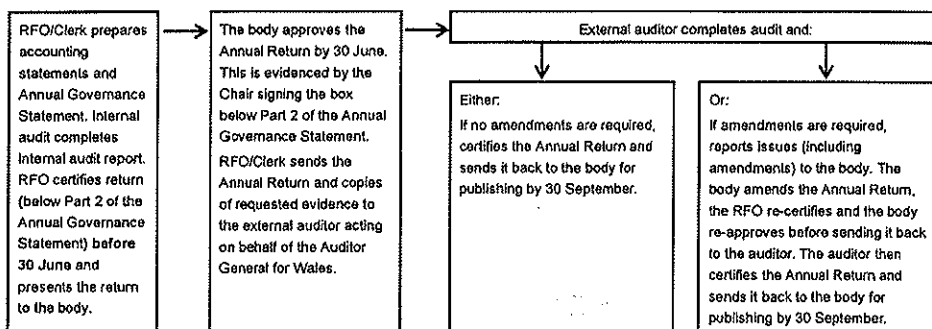 RFO/Clerk prepares
accounting
statements and
Annual Governance
Statement. Internal
audit completes
Internal audit report.
RFO certifies return
(below Part 2 of the
Annual Governance
Statement) before
30 June and
presents the return
to the body.
The body approves the
Annual Return by 30 June.
This is evidenced by the
Chair signing the box
below Part 2 of the Annual
Governance Statement.
RFO/Clerk sends the
Annual Return and copies
of requested evidence to
the external auditor acting
on behalf of the Auditor
General for Wales.
External auditor completes audit and:
Either:
If no amendments are required,
certifies the Annual Return and
sends it back to the body for
publishing by 30 September.
Or:
If amendments are required,
reports issues (including
amendments) to the body. The
body amends the Annual Return,
the RFO re-certifies and the body
re-approves before sending it back
to the auditor. The auditor then
certifies the Annual Return and
sends it back to the body for
publishing by 30 September.